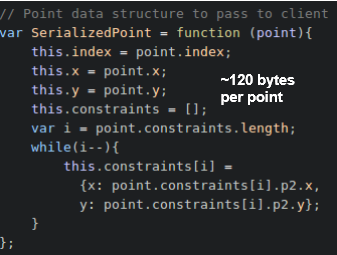 // Point data structure to pass to client
var SerializedPoint = function (point){
    this.index = point.index;
    this.x = point.x;
    this.y = point.y;
    this.constraints = [];
    var i = point.constraints.length;
    while(i--){
        this.constraints[i] =
          {x: point.constraints[i].p2.x,
          y: point.constraints[i].p2.y};
    }
};
~120 bytes
per point